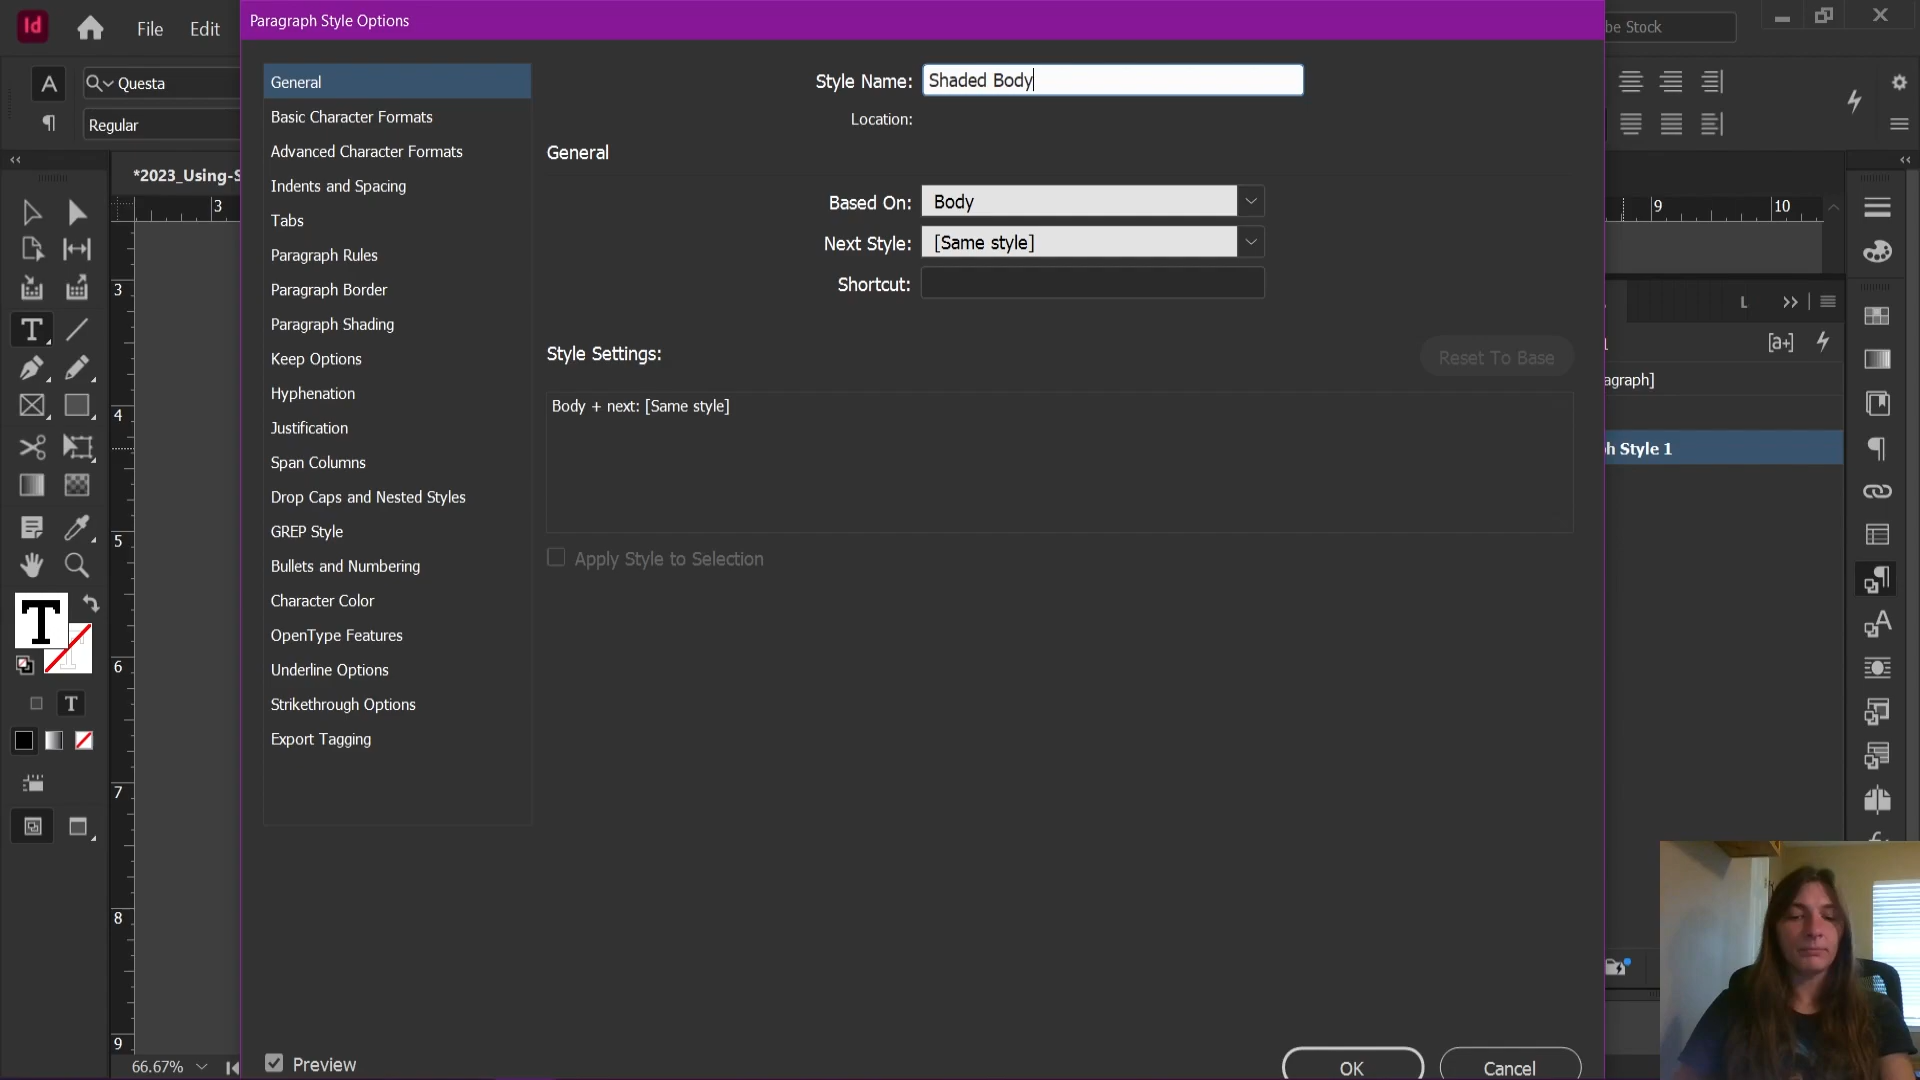 Id
File
Edit
Paragraph Style Options
be Stock
Questa
Regular
*2023_Using-S
General
Basic Character Formats
Advanced Character Formats
Indents and Spacing
Tabs
Paragraph Rules
Paragraph Border
Paragraph Shading
Keep Options
Hyphenation
Justification
Span Columns
Drop Caps and Nested Styles
GREP Style
Bullets and Numbering
Character Color
OpenType Features
Underline Options
Strikethrough Options
Export Tagging
Style Name: Shaded Body
Location:
General
Based On: Body
Next Style: [Same style]
Shortcut:
Style Settings:
Reset To Base
Body + next: [Same style]
Apply Style to Selection
Preview
OK
Cancel
3
9
10
3
4
5
6
7
8
9
L
[a+]
agraph]
h Style 1
66.67%